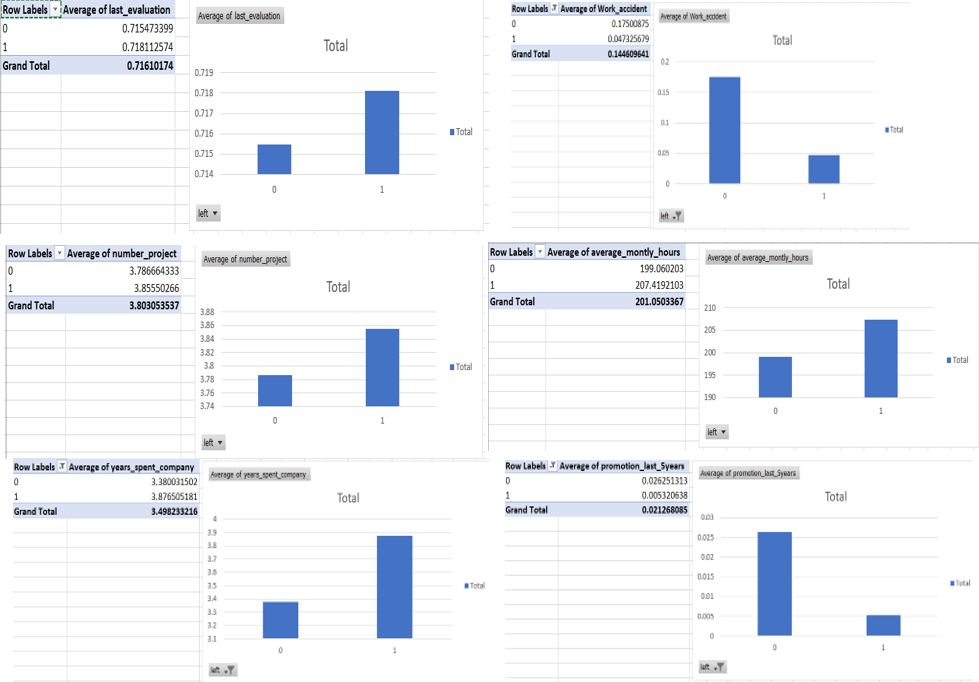 Row Labels Average of last_evaluation
0 0.715473399
1 0.718112574
Grand Total 0.71610174
Average of last_evaluation
Total
0.719
0.718
0.717
0.716
0.715
0.714
0 1
Total
left
Row Labels Average of Work_accident
0 0.17500875
1 0.047325679
Grand Total 0.144609641
Average of Work_accident
Total
0.2
0.15
0.1
0.05
0
0 1
Total
left
Row Labels Average of number_project
0 3.786664333
1 3.85550266
Grand Total 3.803053537
Average of number_project
Total
3.88
3.86
3.84
3.82
3.8
3.78
3.76
3.74
0 1
Total
left
Row Labels Average of average_montly_hours
0 199.060203
1 207.4192103
Grand Total 201.0503367
Average of average_montly_hours
Total
210
205
200
195
190
0 1
Total
left
Row Labels Average of years_spent_company
0 3.380031502
1 3.876505181
Grand Total 3.498233216
Average of years_spent_company
Total
4
3.9
3.8
3.7
3.6
3.5
3.4
3.3
3.2
3.1
0 1
Total
left
Row Labels Average of promotion_last_5years
0 0.026251313
1 0.005320638
Grand Total 0.021268085
Average of promotion_last_5years
Total
0.03
0.025
0.02
0.015
0.01
0.005
0
0 1
Total
left